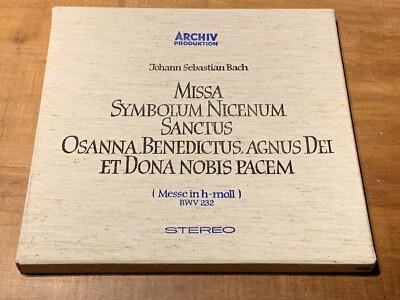 ARCHIV
PRODUKTION
Johann Sebastian Bach
MISSA
SYMBOLUM NICENUM
SANCTUS
OSANNA, BENEDICTUS, AGNUS DEI
ET DONA NOBIS PACEM
( Messe in h-moll )
BWV 232
STEREO